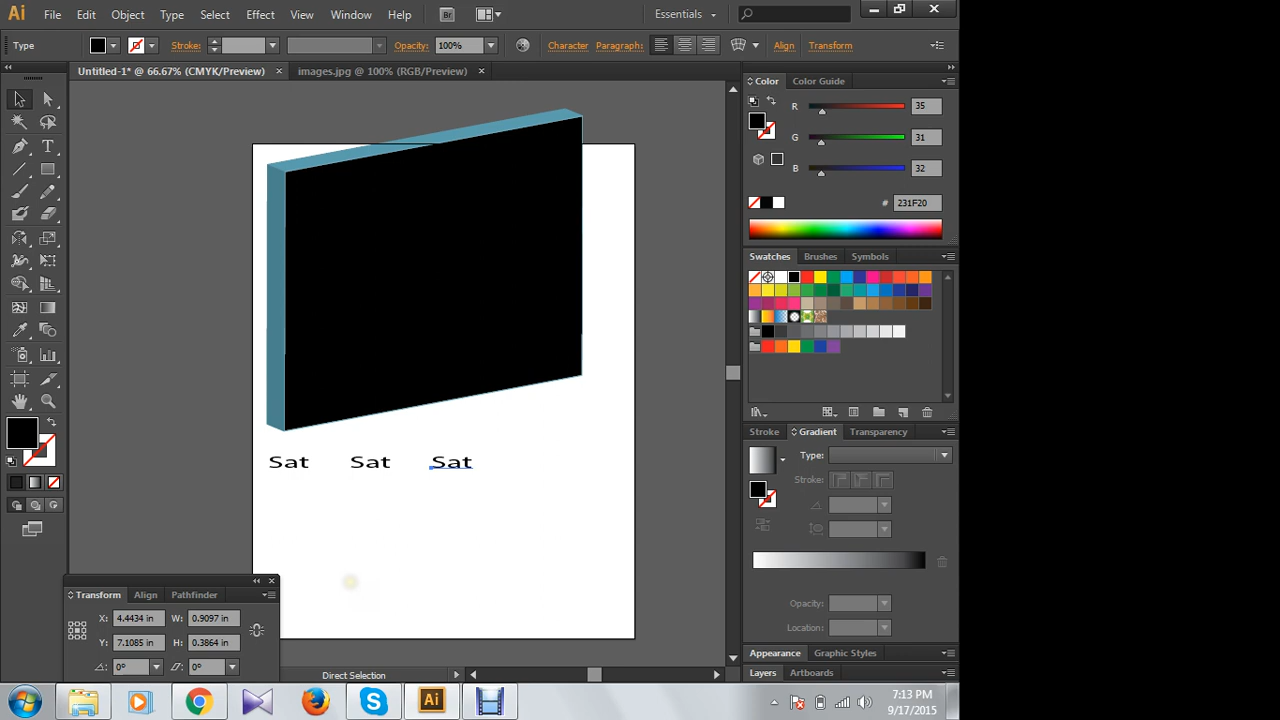 Ai File Edit Object Type Select Effect View Window Help Br Essentials
Type Stroke: Opacity: 100% Character Paragraph: Align Transform
Untitled-1* @ 66.67% (CMYK/Preview) × images.jpg @ 100% (RGB/Preview) ×
Color Color Guide
R 35
G 31
B 32
# 231F20
Swatches Brushes Symbols
Stroke Gradient Transparency
Type:
Stroke:
Opacity:
Location:
Appearance Graphic Styles
Layers Artboards
Sat Sat Sat
Transform Align Pathfinder
X: 4.4434 in W: 0.9097 in
Y: 7.1085 in H: 0.3864 in
0° 0°
Direct Selection
Ai
7:13 PM
9/17/2015